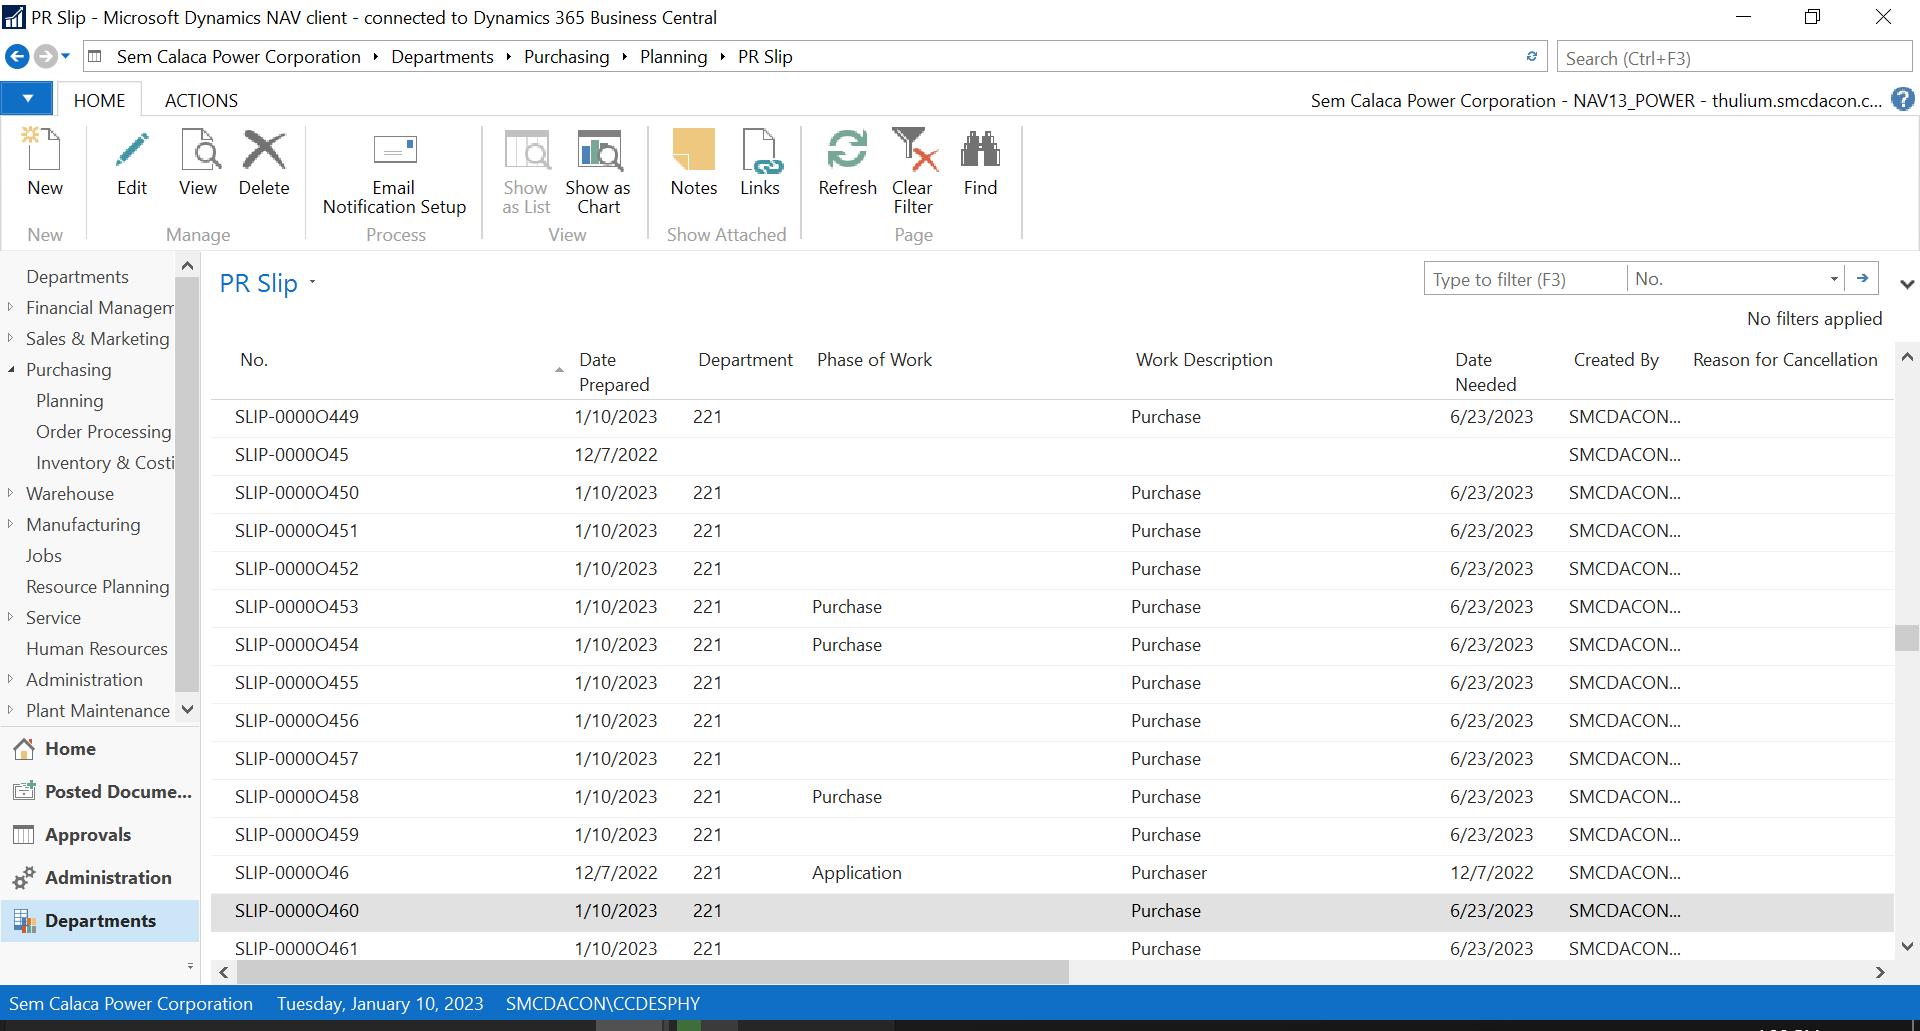 PR Slip - Microsoft Dynamics NAV client - connected to Dynamics 365 Business Central
Sem Calaca Power Corporation Departments Purchasing Planning PR Slip
Search (Ctrl+F3)
HOME ACTIONS
Sem Calaca Power Corporation - NAV13_POWER - thulium.smcdacon.c...
New
Edit
View
Delete
Email
Notification Setup
Show
as List
Show as
Chart
Notes
Links
Refresh
Clear
Filter
Find
New Manage Process View Show Attached Page
Departments
Financial Managem
Sales & Marketing
Purchasing
Planning
Order Processing
Inventory & Costi
Warehouse
Manufacturing
Jobs
Resource Planning
Service
Human Resources
Administration
Plant Maintenance
Home
Posted Docume...
Approvals
Administration
Departments
PR Slip
Type to filter (F3) No.
No filters applied
No. Date Prepared Department Phase of Work Work Description Date Needed Created By Reason for Cancellation
SLIP-0000O449 1/10/2023 221 Purchase 6/23/2023 SMCDACON...
SLIP-0000O45 12/7/2022 SMCDACON...
SLIP-0000O450 1/10/2023 221 Purchase 6/23/2023 SMCDACON...
SLIP-0000O451 1/10/2023 221 Purchase 6/23/2023 SMCDACON...
SLIP-0000O452 1/10/2023 221 Purchase 6/23/2023 SMCDACON...
SLIP-0000O453 1/10/2023 221 Purchase Purchase 6/23/2023 SMCDACON...
SLIP-0000O454 1/10/2023 221 Purchase Purchase 6/23/2023 SMCDACON...
SLIP-0000O455 1/10/2023 221 Purchase 6/23/2023 SMCDACON...
SLIP-0000O456 1/10/2023 221 Purchase 6/23/2023 SMCDACON...
SLIP-0000O457 1/10/2023 221 Purchase 6/23/2023 SMCDACON...
SLIP-0000O458 1/10/2023 221 Purchase Purchase 6/23/2023 SMCDACON...
SLIP-0000O459 1/10/2023 221 Purchase 6/23/2023 SMCDACON...
SLIP-0000O46 12/7/2022 221 Application Purchaser 12/7/2022 SMCDACON...
SLIP-0000O460 1/10/2023 221 Purchase 6/23/2023 SMCDACON...
SLIP-0000O461 1/10/2023 221 Purchase 6/23/2023 SMCDACON...
Sem Calaca Power Corporation Tuesday, January 10, 2023 SMCDACON\CCDESPHY